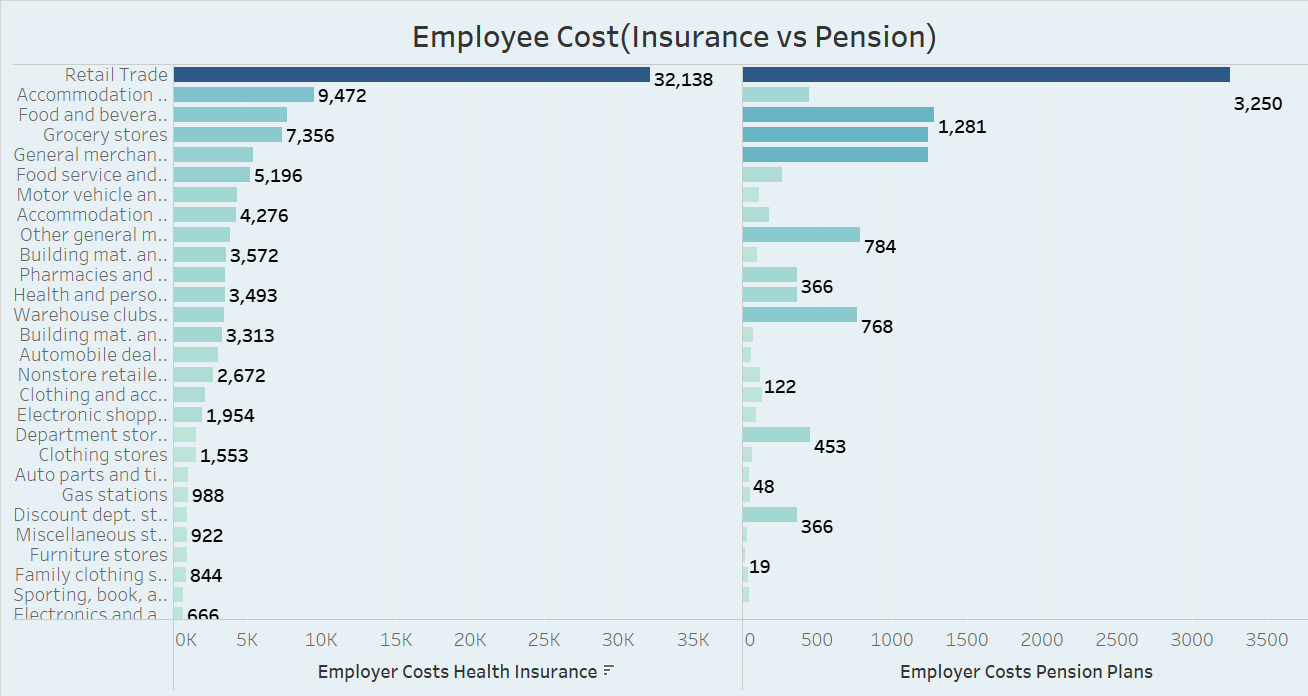 Employee Cost(Insurance vs Pension)
Retail Trade 32,138 3,250
Accommodation .. 9,472
Food and bevera.. 1,281
Grocery stores 7,356
General merchan..
Food service and.. 5,196
Motor vehicle an..
Accommodation .. 4,276
Other general m.. 784
Building mat. an.. 3,572
Pharmacies and .. 366
Health and perso.. 3,493
Warehouse clubs.. 768
Building mat. an.. 3,313
Automobile deal..
Nonstore retaile.. 2,672 122
Clothing and acc..
Electronic shopp.. 1,954
Department stor.. 453
Clothing stores 1,553
Auto parts and ti.. 48
Gas stations 988
Discount dept. st.. 366
Miscellaneous st.. 922
Furniture stores 19
Family clothing s.. 844
Sporting, book, a..
Electronics and a.. 666
0K 5K 10K 15K 20K 25K 30K 35K 0 500 1000 1500 2000 2500 3000 3500
Employer Costs Health Insurance Employer Costs Pension Plans